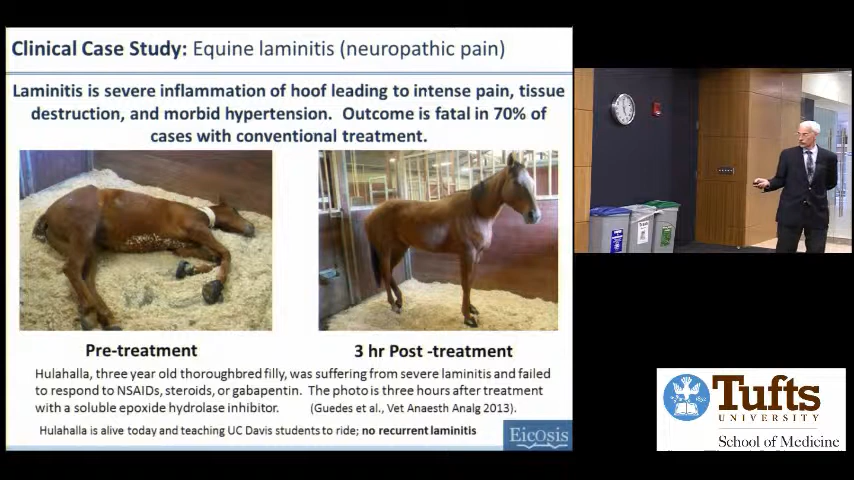 Clinical Case Study: Equine laminitis (neuropathic pain)
Laminitis is severe inflammation of hoof leading to intense pain, tissue
destruction, and morbid hypertension. Outcome is fatal in 70% of
cases with conventional treatment.
Pre-treatment
3 hr Post -treatment
Hulahalla, three year old thoroughbred filly, was suffering from severe laminitis and failed
to respond to NSAIDs, steroids, or gabapentin. The photo is three hours after treatment
with a soluble epoxide hydrolase inhibitor. (Guedes et al., Vet Anaesth Analg 2013).
Hulahalla is alive today and teaching UC Davis students to ride; no recurrent laminitis
EicOsis
Tufts
UNIVERSITY
School of Medicine